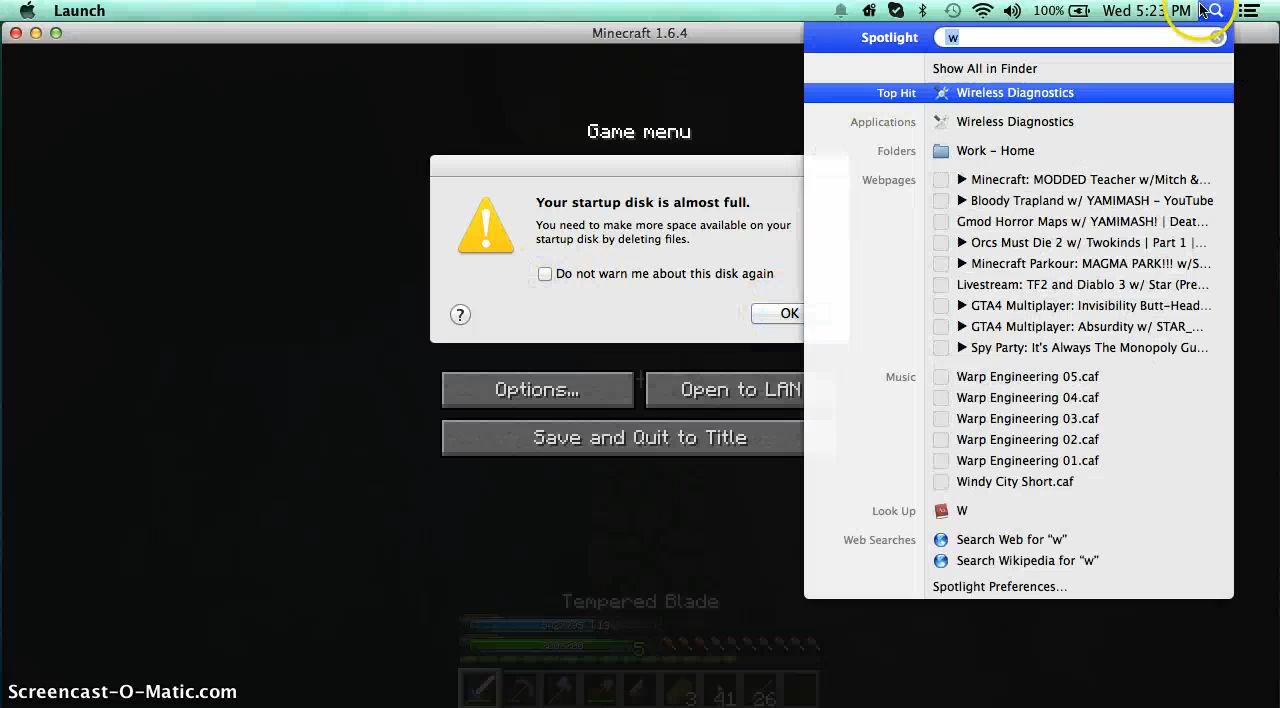 Launch
100%
Wed 5:23 PM
Minecraft 1.6.4
Spotlight
w
Show All in Finder
Top Hit
Wireless Diagnostics
Applications
Wireless Diagnostics
Folders
Work – Home
Webpages
▶ Minecraft: MODDED Teacher w/Mitch &...
▶ Bloody Trapland w/ YAMIMASH – YouTube
Gmod Horror Maps w/ YAMIMASH! | Deat...
▶ Orcs Must Die 2 w/ Twokinds | Part 1 |...
▶ Minecraft Parkour: MAGMA PARK!!! w/S...
Livestream: TF2 and Diablo 3 w/ Star (Pre...
▶ GTA4 Multiplayer: Invisibility Butt-Head...
▶ GTA4 Multiplayer: Absurdity w/ STAR_...
▶ Spy Party: It's Always The Monopoly Gu...
Music
Warp Engineering 05.caf
Warp Engineering 04.caf
Warp Engineering 03.caf
Warp Engineering 02.caf
Warp Engineering 01.caf
Windy City Short.caf
Look Up
W
Web Searches
Search Web for “w”
Search Wikipedia for “w”
Spotlight Preferences...
Game menu
Your startup disk is almost full.
You need to make more space available on your
startup disk by deleting files.
Do not warn me about this disk again
?
OK
Options...
Open to LAN
Save and Quit to Title
Tempered Blade
5
3
41
26
Screencast-O-Matic.com